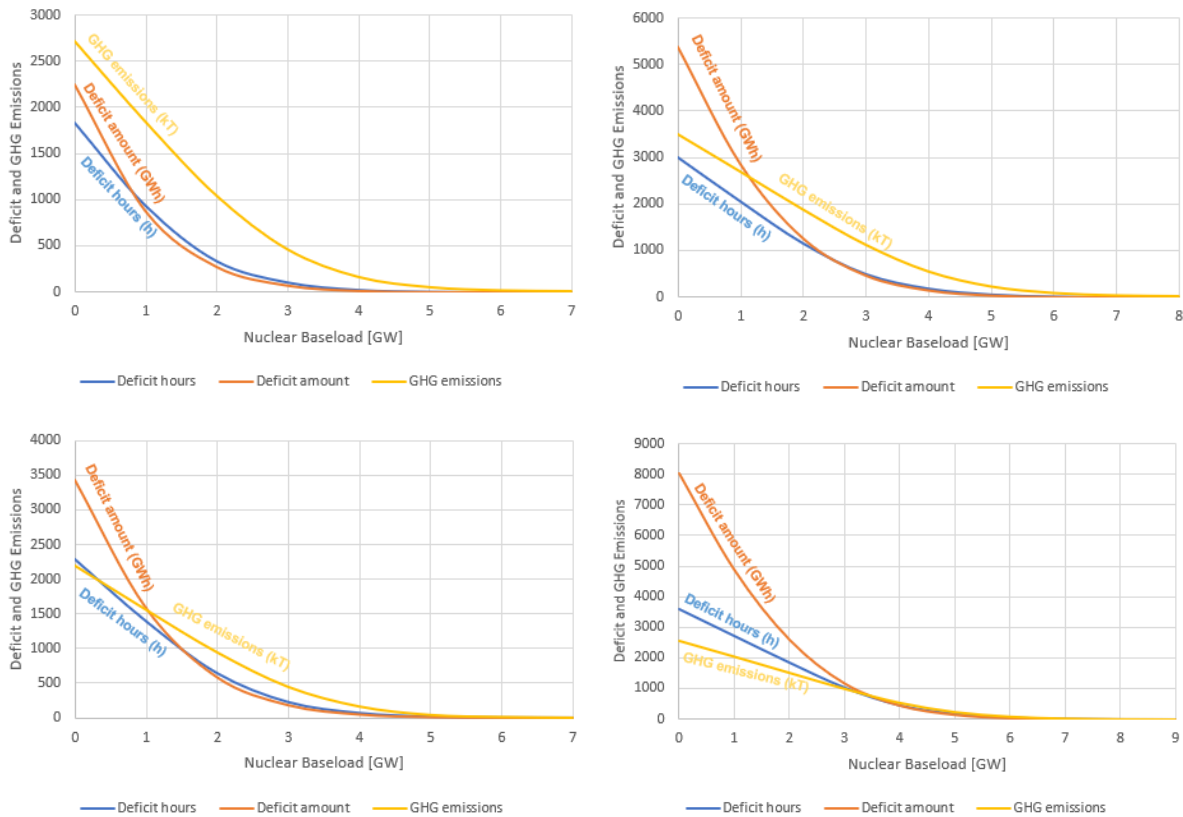 3000
2500
2000
1500
1000
500
0
Deficit and GHG Emissions
GHG emissions (kT)
Deficit amount (GWh)
Deficit hours (h)
0 1 2 3 4 5 6 7
Nuclear Baseload [GW]
Deficit hours Deficit amount GHG emissions
6000
5000
4000
3000
2000
1000
0
Deficit and GHG Emissions
Deficit amount (GWh)
GHG emissions (kT)
Deficit hours (h)
0 1 2 3 4 5 6 7 8
Nuclear Baseload [GW]
Deficit hours Deficit amount GHG emissions
4000
3500
3000
2500
2000
1500
1000
500
0
Deficit and GHG Emissions
Deficit amount (GWh)
Deficit hours (h)
GHG emissions (kT)
0 1 2 3 4 5 6 7
Nuclear Baseload [GW]
Deficit hours Deficit amount GHG emissions
9000
8000
7000
6000
5000
4000
3000
2000
1000
0
Deficit and GHG Emissions
Deficit amount (GWh)
Deficit hours (h)
GHG emissions (kT)
0 1 2 3 4 5 6 7 8 9
Nuclear Baseload [GW]
Deficit hours Deficit amount GHG emissions